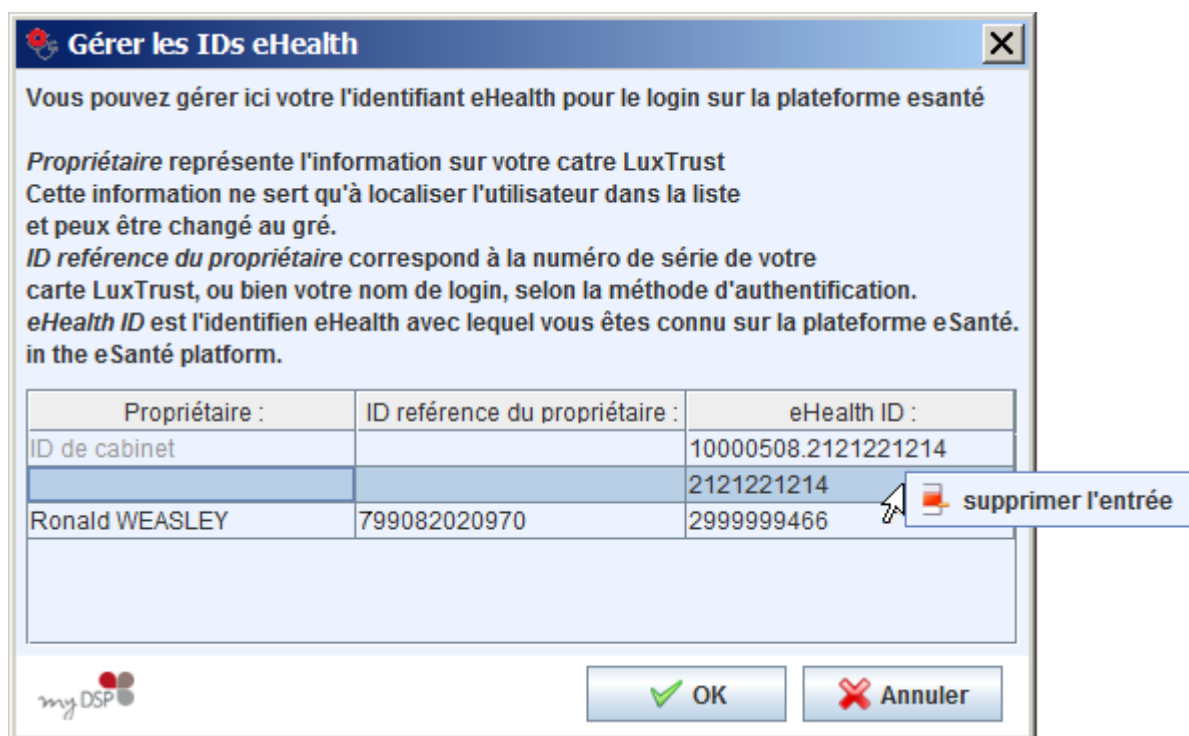 Gérer les IDs eHealth
Vous pouvez gérer ici votre l'identifiant eHealth pour le login sur la plateforme esanté
Propriétaire représente l'information sur votre catre LuxTrust
Cette information ne sert qu'à localiser l'utilisateur dans la liste
et peux être changé au gré.
ID reférence du propriétaire correspond à la numéro de série de votre
carte LuxTrust, ou bien votre nom de login, selon la méthode d'authentification.
eHealth ID est l'identifien eHealth avec lequel vous êtes connu sur la plateforme eSanté.
in the eSanté platform.
Propriétaire : ID reférence du propriétaire : eHealth ID :
ID de cabinet 10000508.2121221214
2121221214
supprimer l'entrée
Ronald WEASLEY 799082020970 2999999466
my DSP OK Annuler